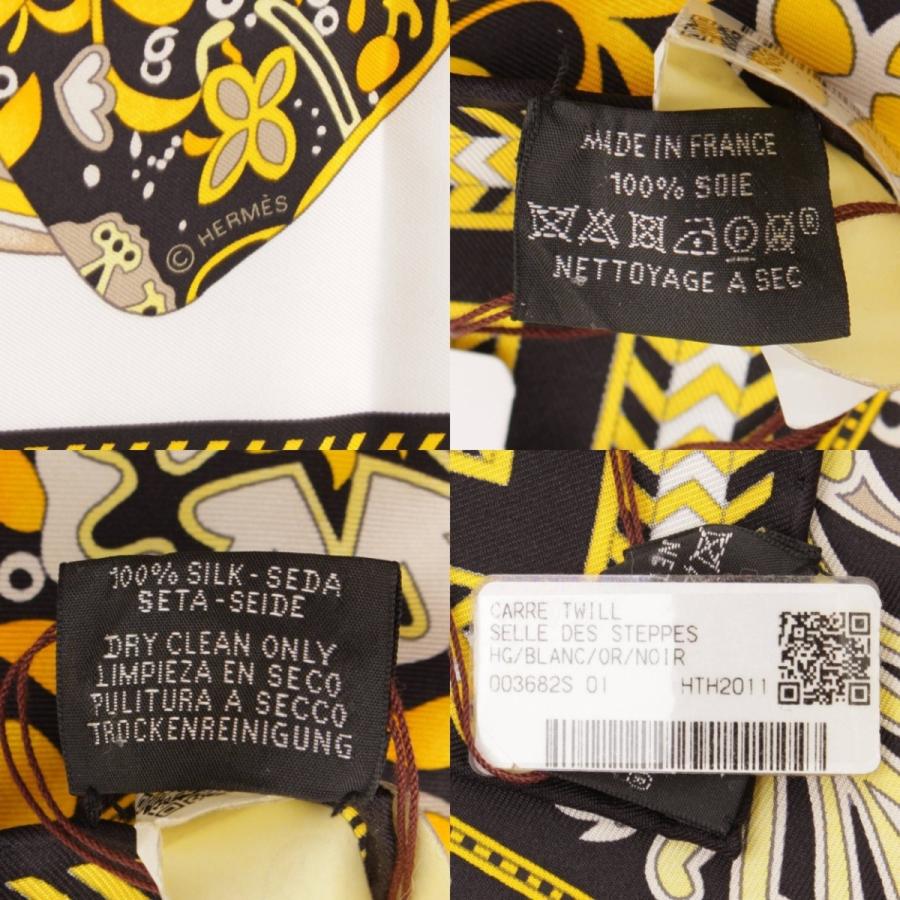 © HERMÈS
MADE IN FRANCE
100% SOIE
NETTOYAGE A SEC
100% SILK-SEDA
SETA-SEIDE
DRY CLEAN ONLY
LIMPIEZA EN SECO
PULITURA A SECCO
TROCKENREINIGUNG
CARRE TWILL
SELLE DES STEPPES
HG/BLANC/OR/NOIR
003682S 01 HTH2011